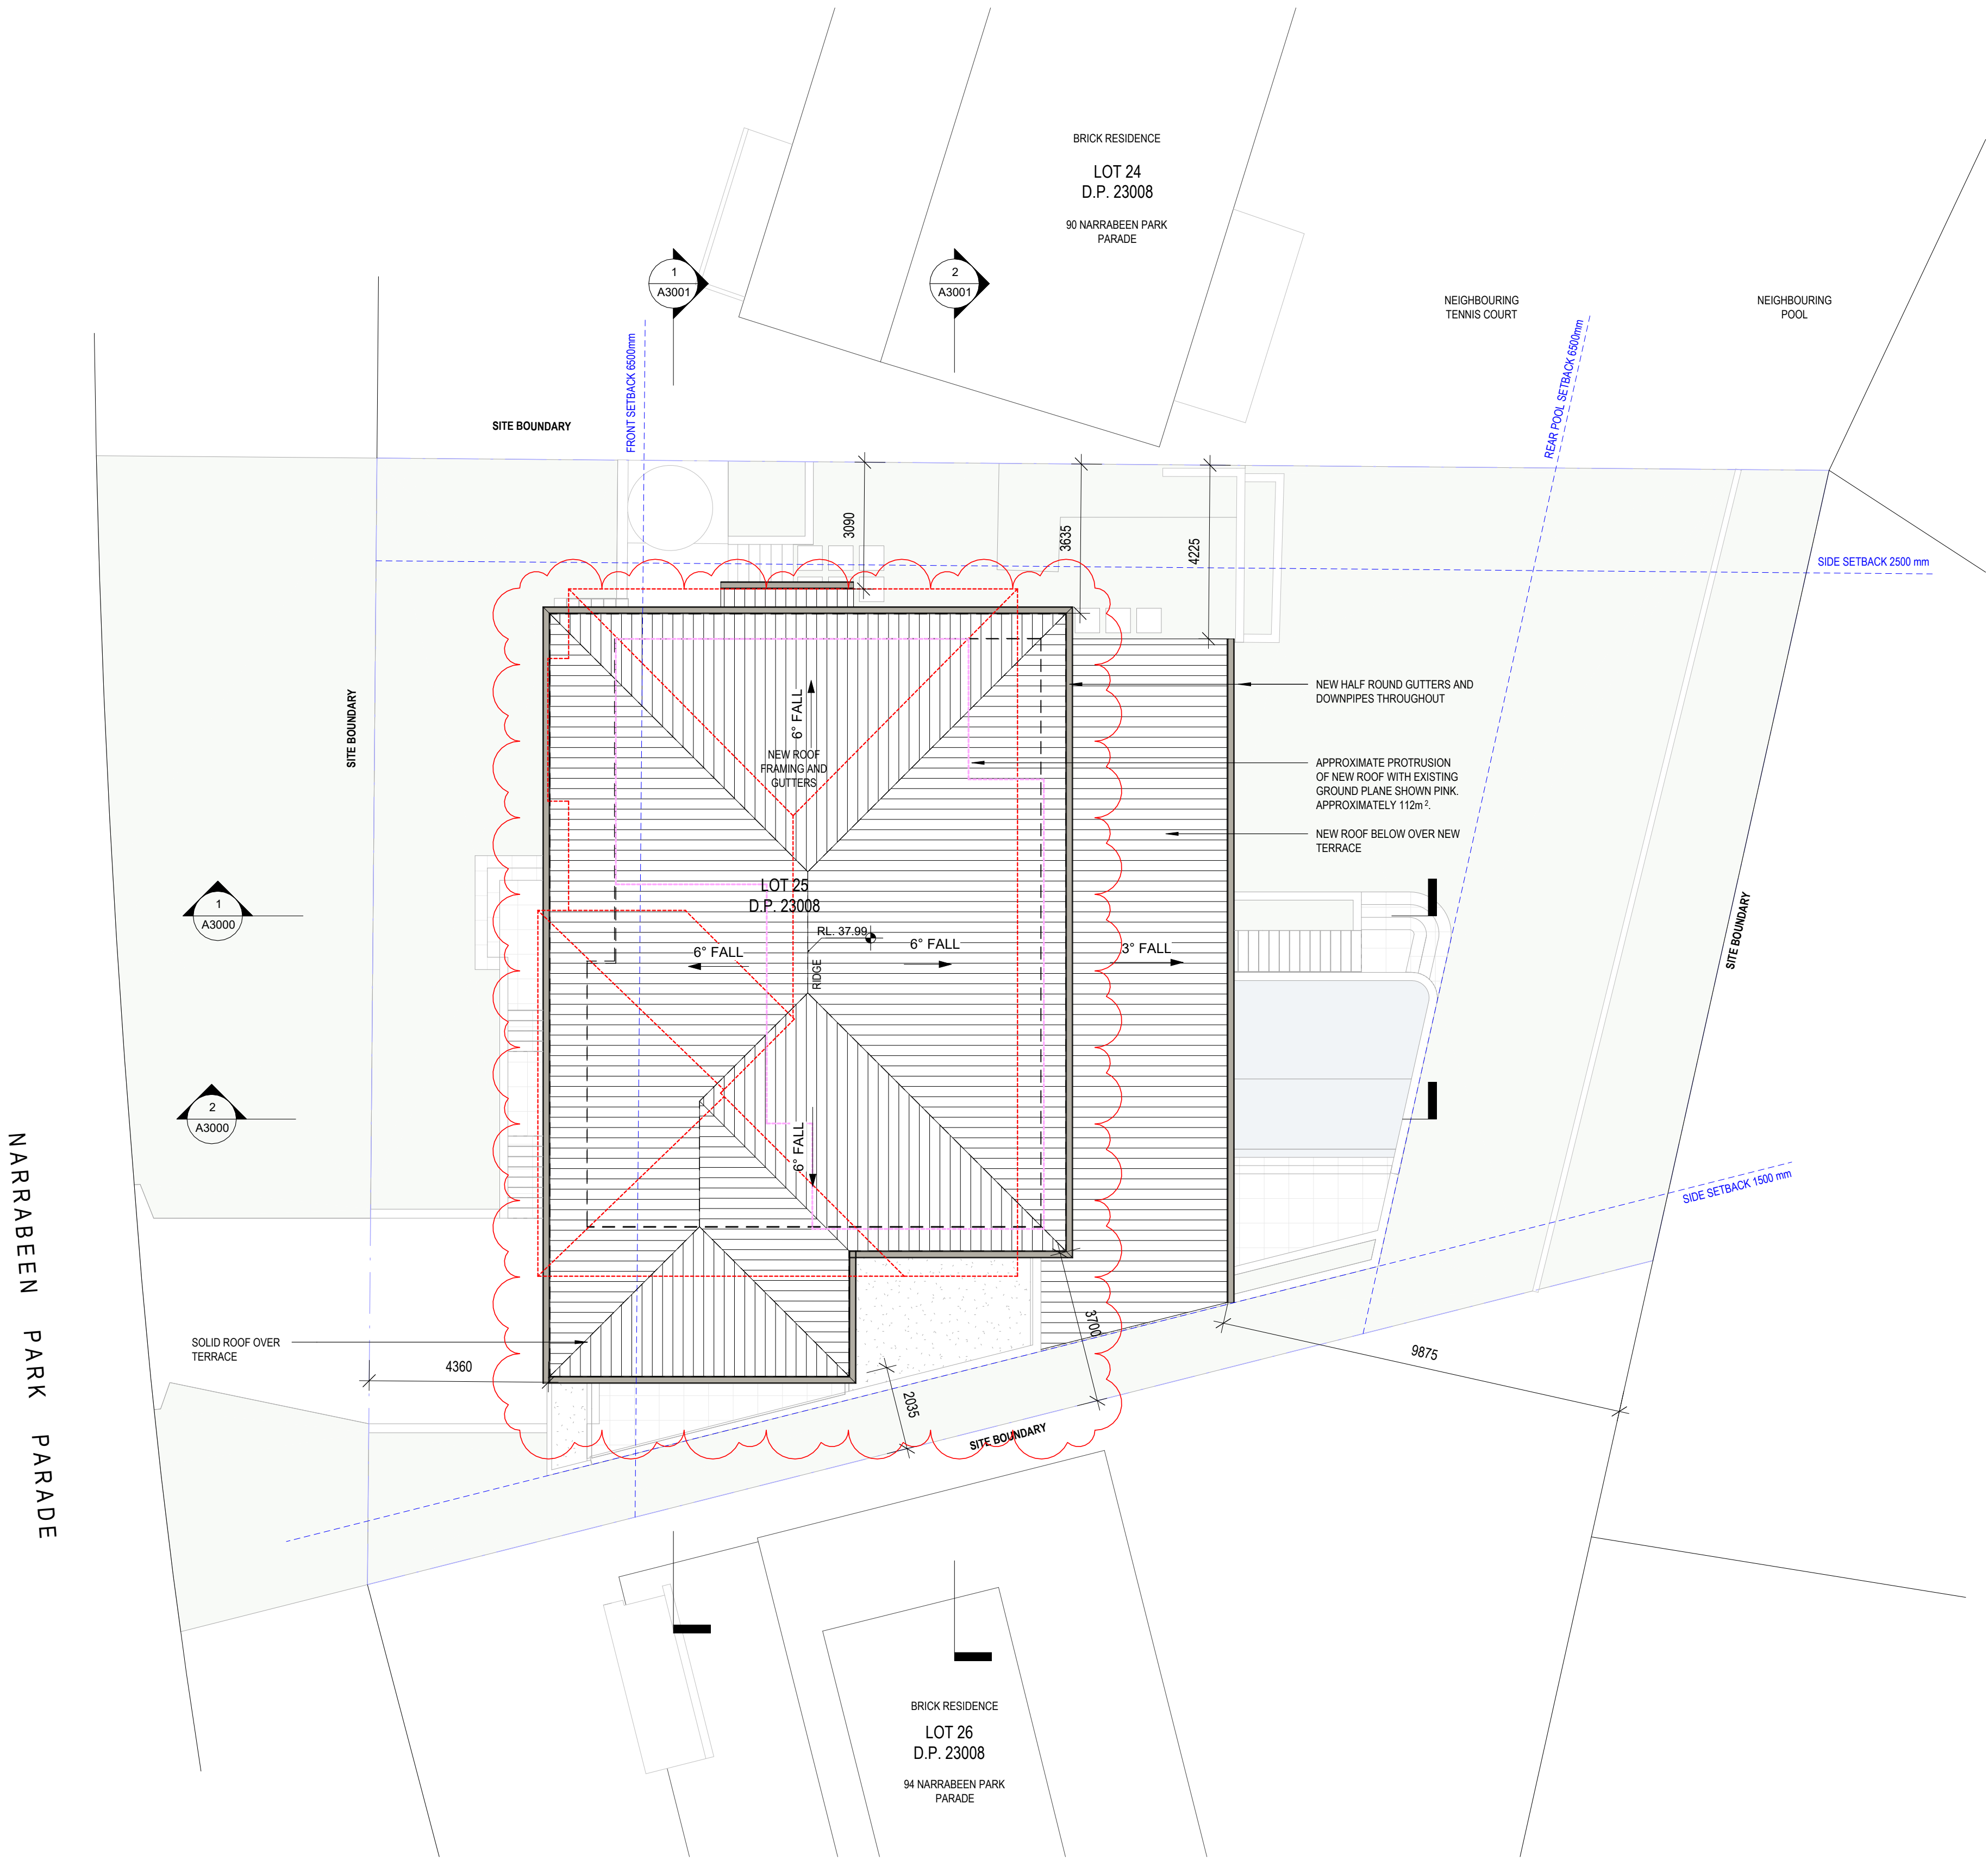 BRICK RESIDENCE
LOT 24
D.P. 23008
90 NARRABEEN PARK
PARADE
1
A3001
2
A3001
NEIGHBOURING
TENNIS COURT
NEIGHBOURING
POOL
FRONT SETBACK 6500mm
REAR POOL SETBACK 6500mm
SITE BOUNDARY
3090
3635
4225
SIDE SETBACK 2500 mm
SITE BOUNDARY
6° FALL
NEW ROOF
FRAMING AND
GUTTERS
NEW HALF ROUND GUTTERS AND
DOWNPIPES THROUGHOUT
APPROXIMATE PROTRUSION
OF NEW ROOF WITH EXISTING
GROUND PLANE SHOWN PINK.
APPROXIMATELY 112m².
NEW ROOF BELOW OVER NEW
TERRACE
LOT 25
D.P. 23008
RL. 37.99
6° FALL
6° FALL
3° FALL
RIDGE
SITE BOUNDARY
1
A3000
2
A3000
6° FALL
SIDE SETBACK 1500 mm
NARRABEEN PARK PARADE
SOLID ROOF OVER
TERRACE
4360
3700
9875
2035
SITE BOUNDARY
BRICK RESIDENCE
LOT 26
D.P. 23008
94 NARRABEEN PARK
PARADE